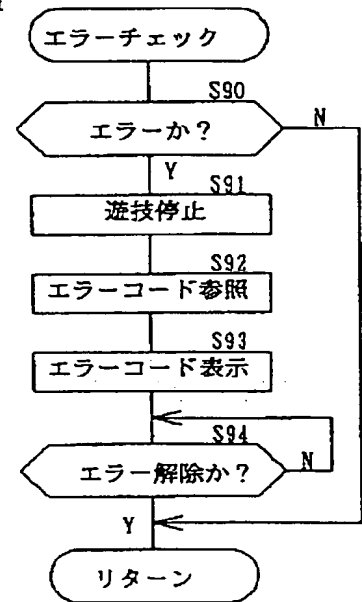 エラーチェック
S90
エラーか?
N
Y
S91
遊技停止
S92
エラーコード参照
S93
エラーコード表示
S94
エラー解除か?
N
Y
リターン